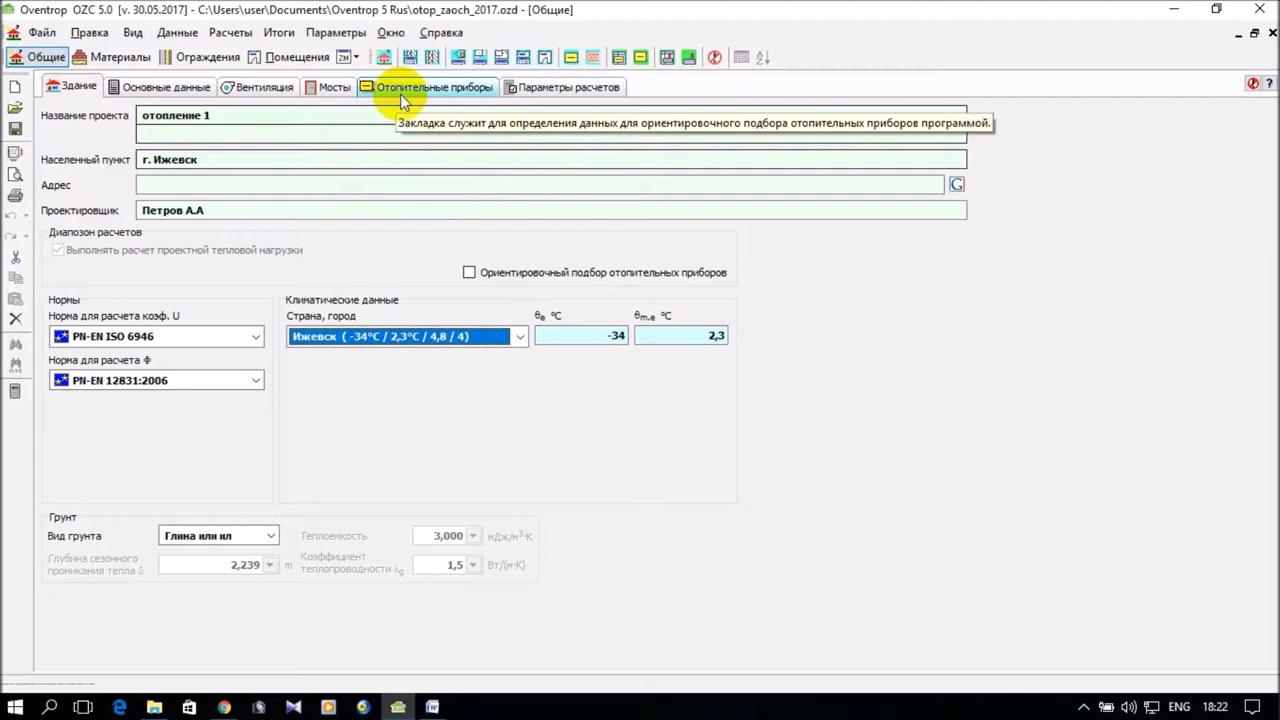 Oventrop OZC 5.0 [v. 30.05.2017] - C:\Users\user\Documents\Oventrop 5 Rus\otop_zaoch_2017.ozd - [Общие]
Файл Правка Вид Данные Расчеты Итоги Параметры Окно Справка
Общие Материалы Ограждения Помещения
Здание Основные данные Вентиляция Мосты Отопительные приборы Параметры расчетов
Название проекта отопление 1
Закладка служит для определения данных для ориентировочного подбора отопительных приборов программой.
Населенный пункт г. Ижевск
Адрес
Проектировщик Петров А.А
Диапозон расчетов
Выполнять расчет проектной тепловой нагрузки
Ориентировочный подбор отопительных приборов
Нормы Климатические данные
Норма для расчета коэф. U Страна, город θe °C θm.e °C
PN-EN ISO 6946 Ижевск ( -34°C / 2,3°C / 4,8 / 4) -34 2,3
Норма для расчета Φ
PN-EN 12831:2006
Грунт
Вид грунта Глина или ил Теплоемкость 3,000 мДж/м³·К
Глубина сезонного проникания тепла δ 2,239 m Коэффициент теплопроводности λg 1,5 Вт/(м·К)
ENG 18:22